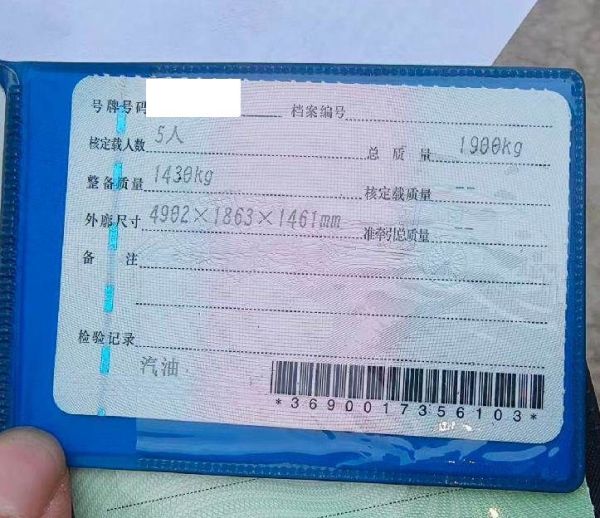 号牌号码 档案编号
核定载人数 5人 总质量 1900kg
整备质量 1430kg 核定载质量 --
外廓尺寸 4902×1863×1461mm 准牵引总质量 --
备注
检验记录
汽油
*3690017356103*